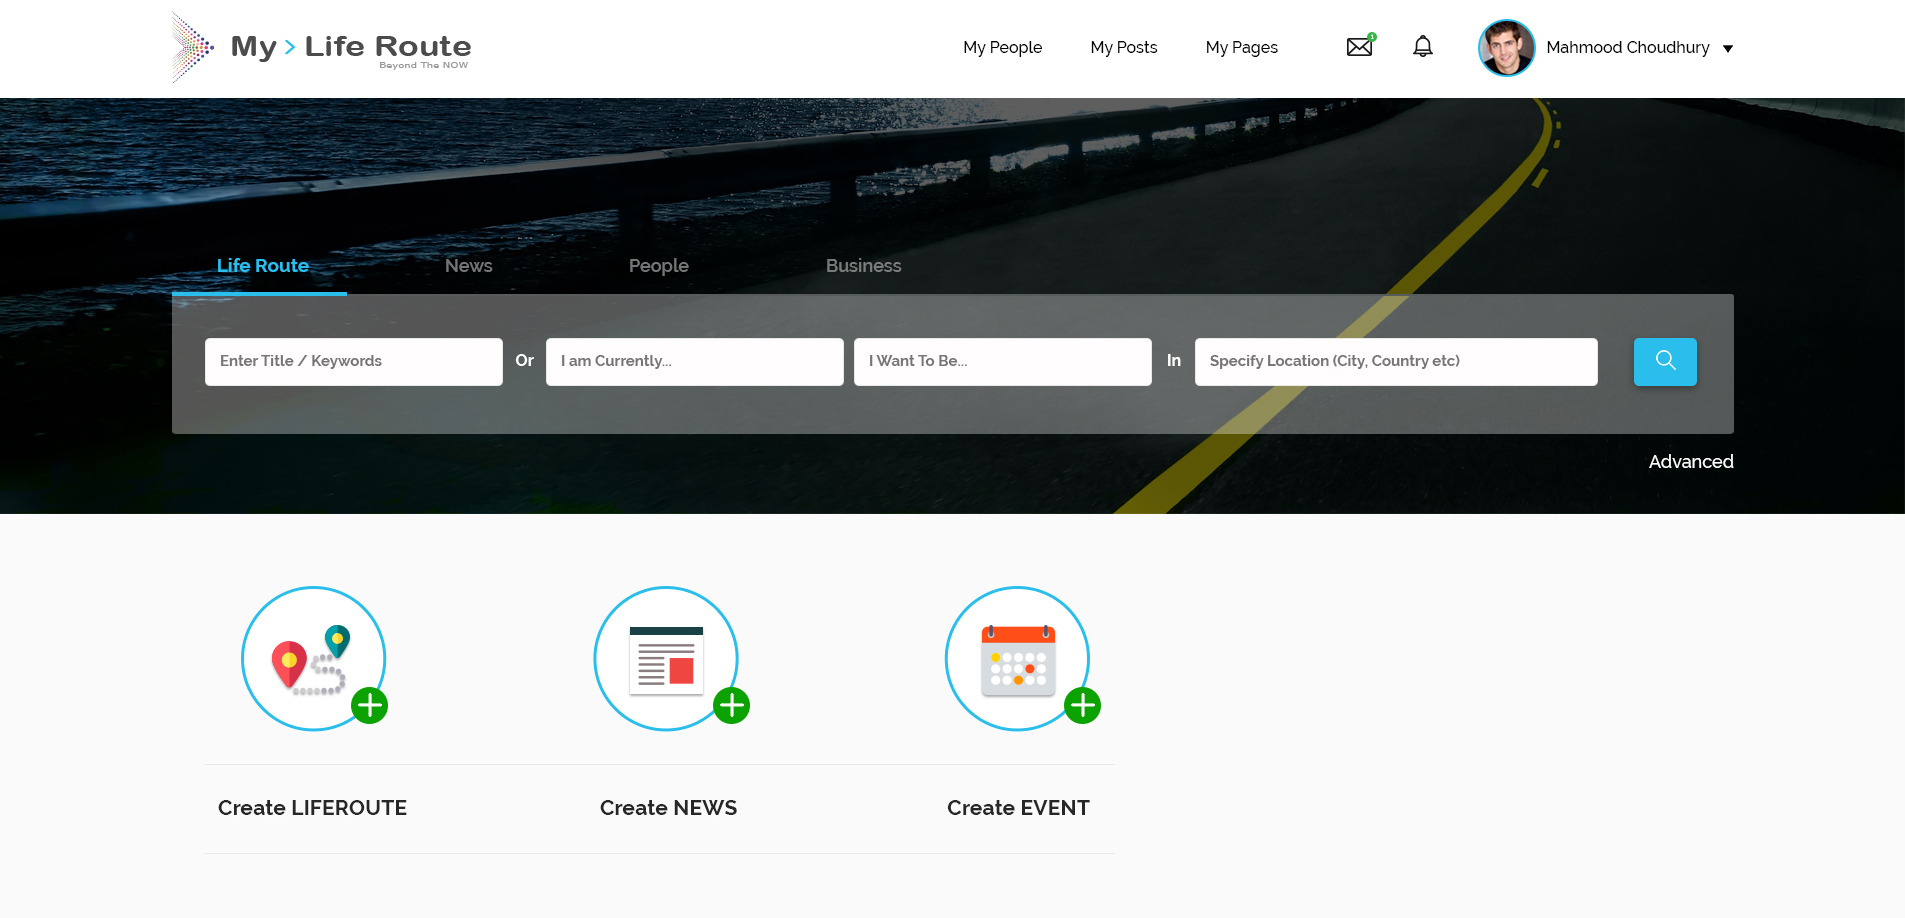 My > Life Route
Beyond The NOW
My People
My Posts
My Pages
1
Mahmood Choudhury
Life Route
News
People
Business
Enter Title / Keywords
Or
I am Currently...
I Want To Be...
In
Specify Location (City, Country etc)
Advanced
Create LIFEROUTE
Create NEWS
Create EVENT